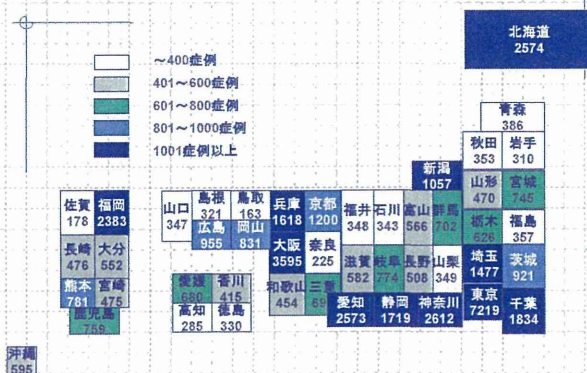 北海道
2574
～400症例
401～600症例
601～800症例
801～1000症例
1001症例以上
青森
386
秋田
353
岩手
310
新潟
1057
山形
470
宮城
745
佐賀
178
福岡
2383
山口
347
島根
321
鳥取
163
兵庫
1618
京都
1200
福井
348
石川
343
富山
566
群馬
702
栃木
626
福島
357
広島
955
岡山
831
長崎
476
大分
552
大阪
3595
奈良
225
滋賀
582
岐阜
774
長野
508
山梨
349
埼玉
1477
茨城
921
熊本
781
宮崎
475
愛媛
680
香川
415
和歌山
454
三重
愛知
2573
静岡
1719
神奈川
2612
東京
7219
千葉
1834
鹿児島
759
高知
285
徳島
330
沖縄
595